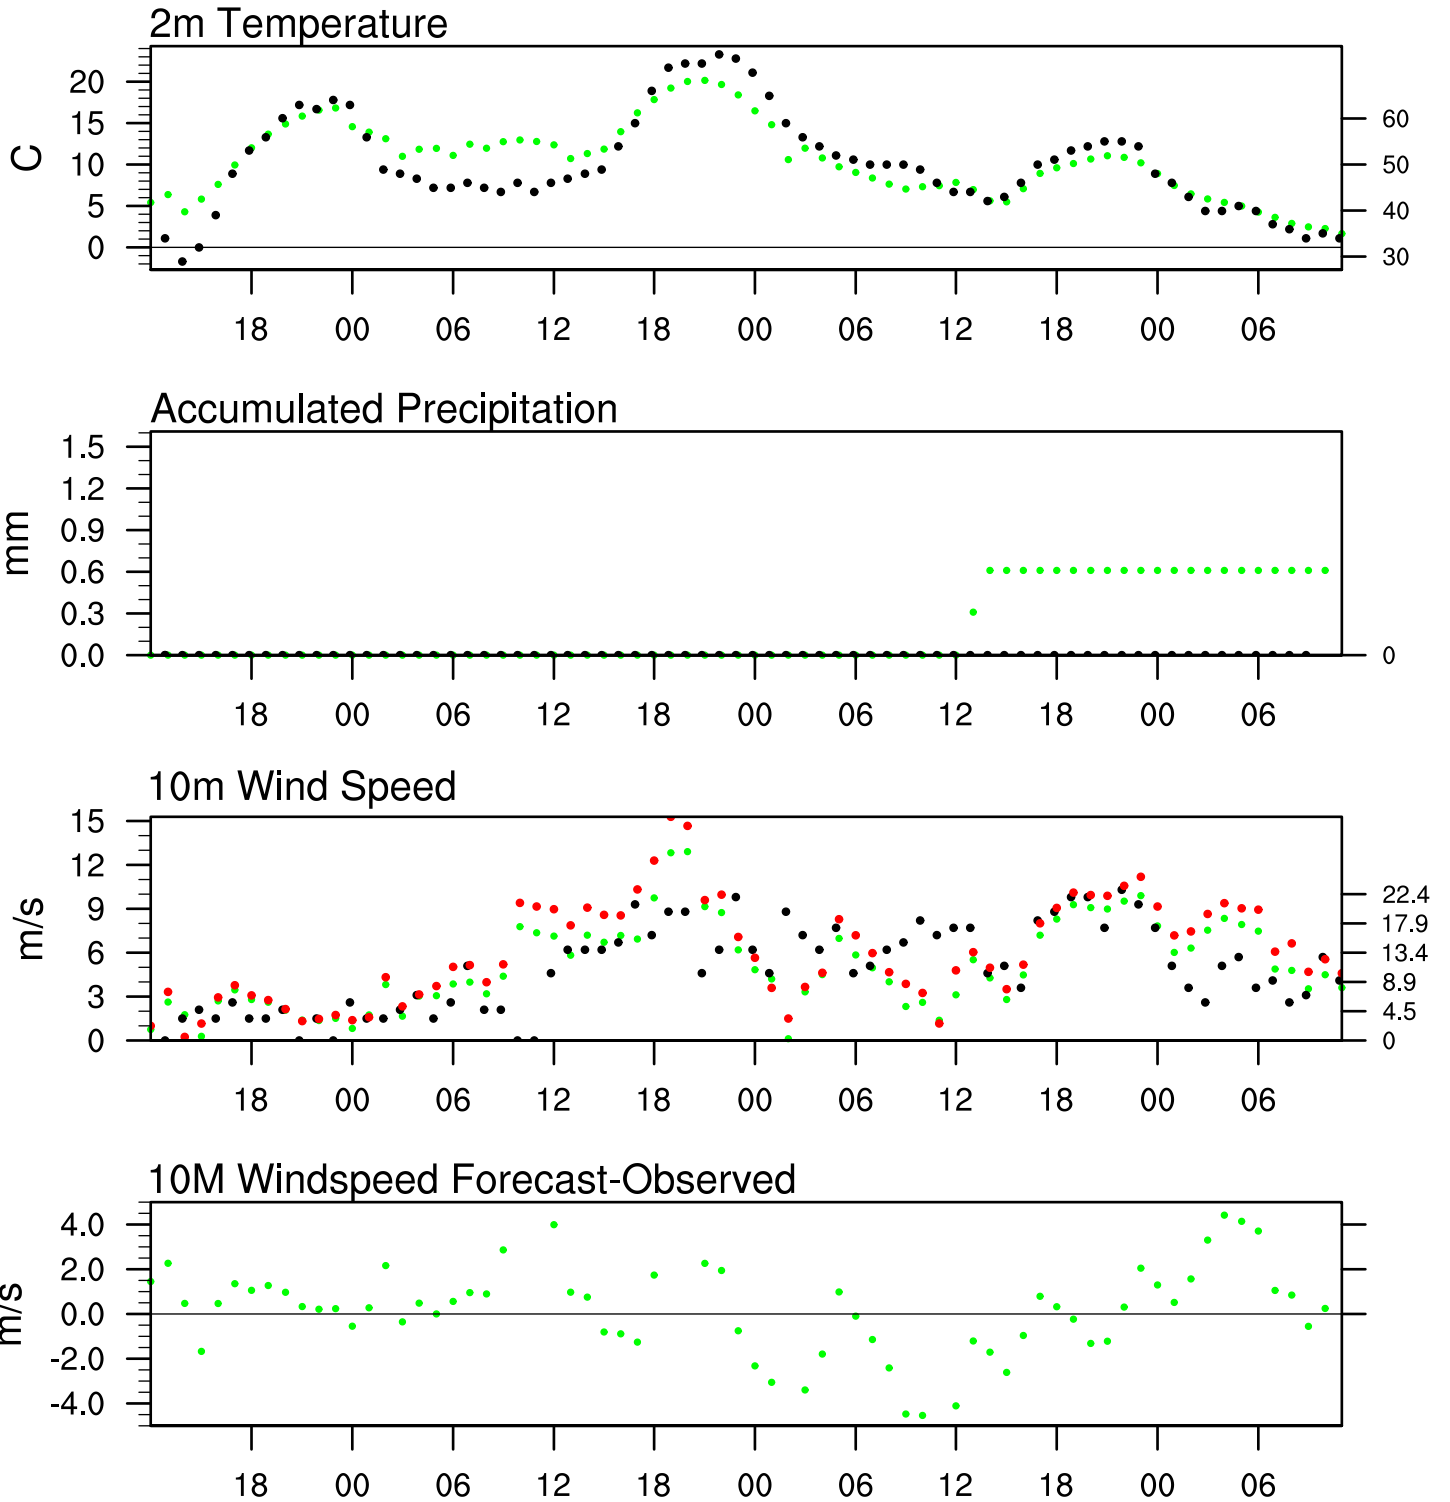 2m Temperature
C
20
15
10
5
0
60
50
40
30
18 00 06 12 18 00 06 12 18 00 06
Accumulated Precipitation
mm
1.5
1.2
0.9
0.6
0.3
0.0
0
18 00 06 12 18 00 06 12 18 00 06
10m Wind Speed
m/s
15
12
9
6
3
0
22.4
17.9
13.4
8.9
4.5
0
18 00 06 12 18 00 06 12 18 00 06
10M Windspeed Forecast-Observed
m/s
4.0
2.0
0.0
-2.0
-4.0
18 00 06 12 18 00 06 12 18 00 06